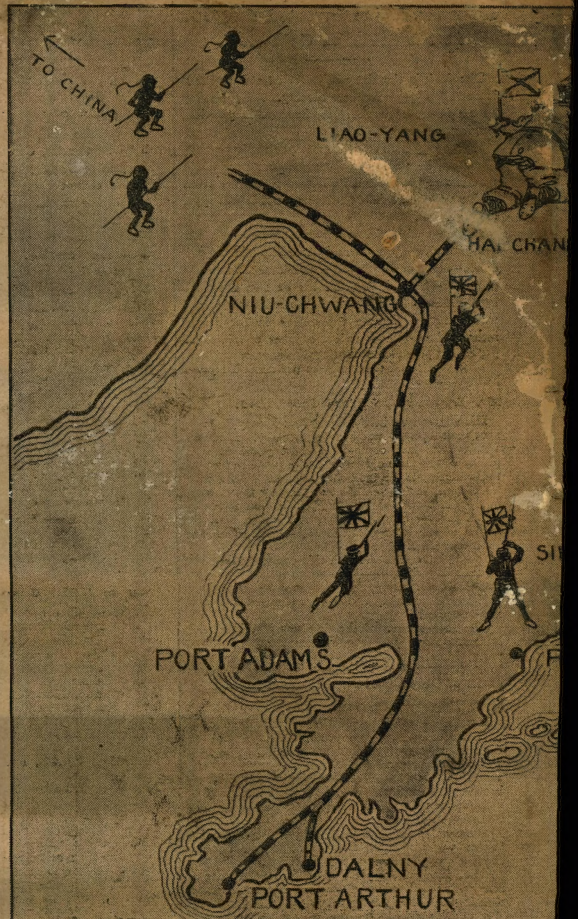 TO CHINA
LIAO-YANG
NIU-CHWANG
PORT ADAMS
DALNY
PORT ARTHUR